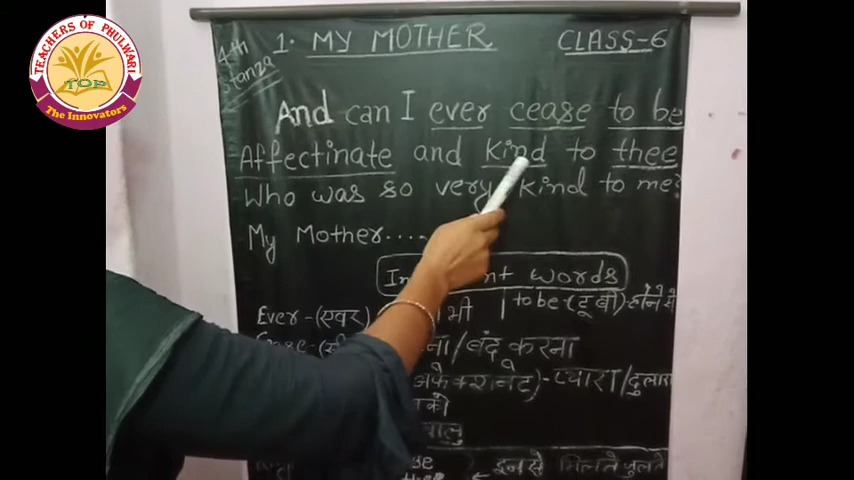 TEACHERS OF PHULWARI
TOP
The Innovators
4th Stanza
1. MY MOTHER
CLASS-6
And can I ever cease to be
Affectinate and kind to thee
Who was so very kind to me?
My Mother.....
words
Ever-(एवर) भी | to be (टू बी)-होने से
ना/बंद करना
प्यारा/दुलारा
इनसे मिलते जुलते